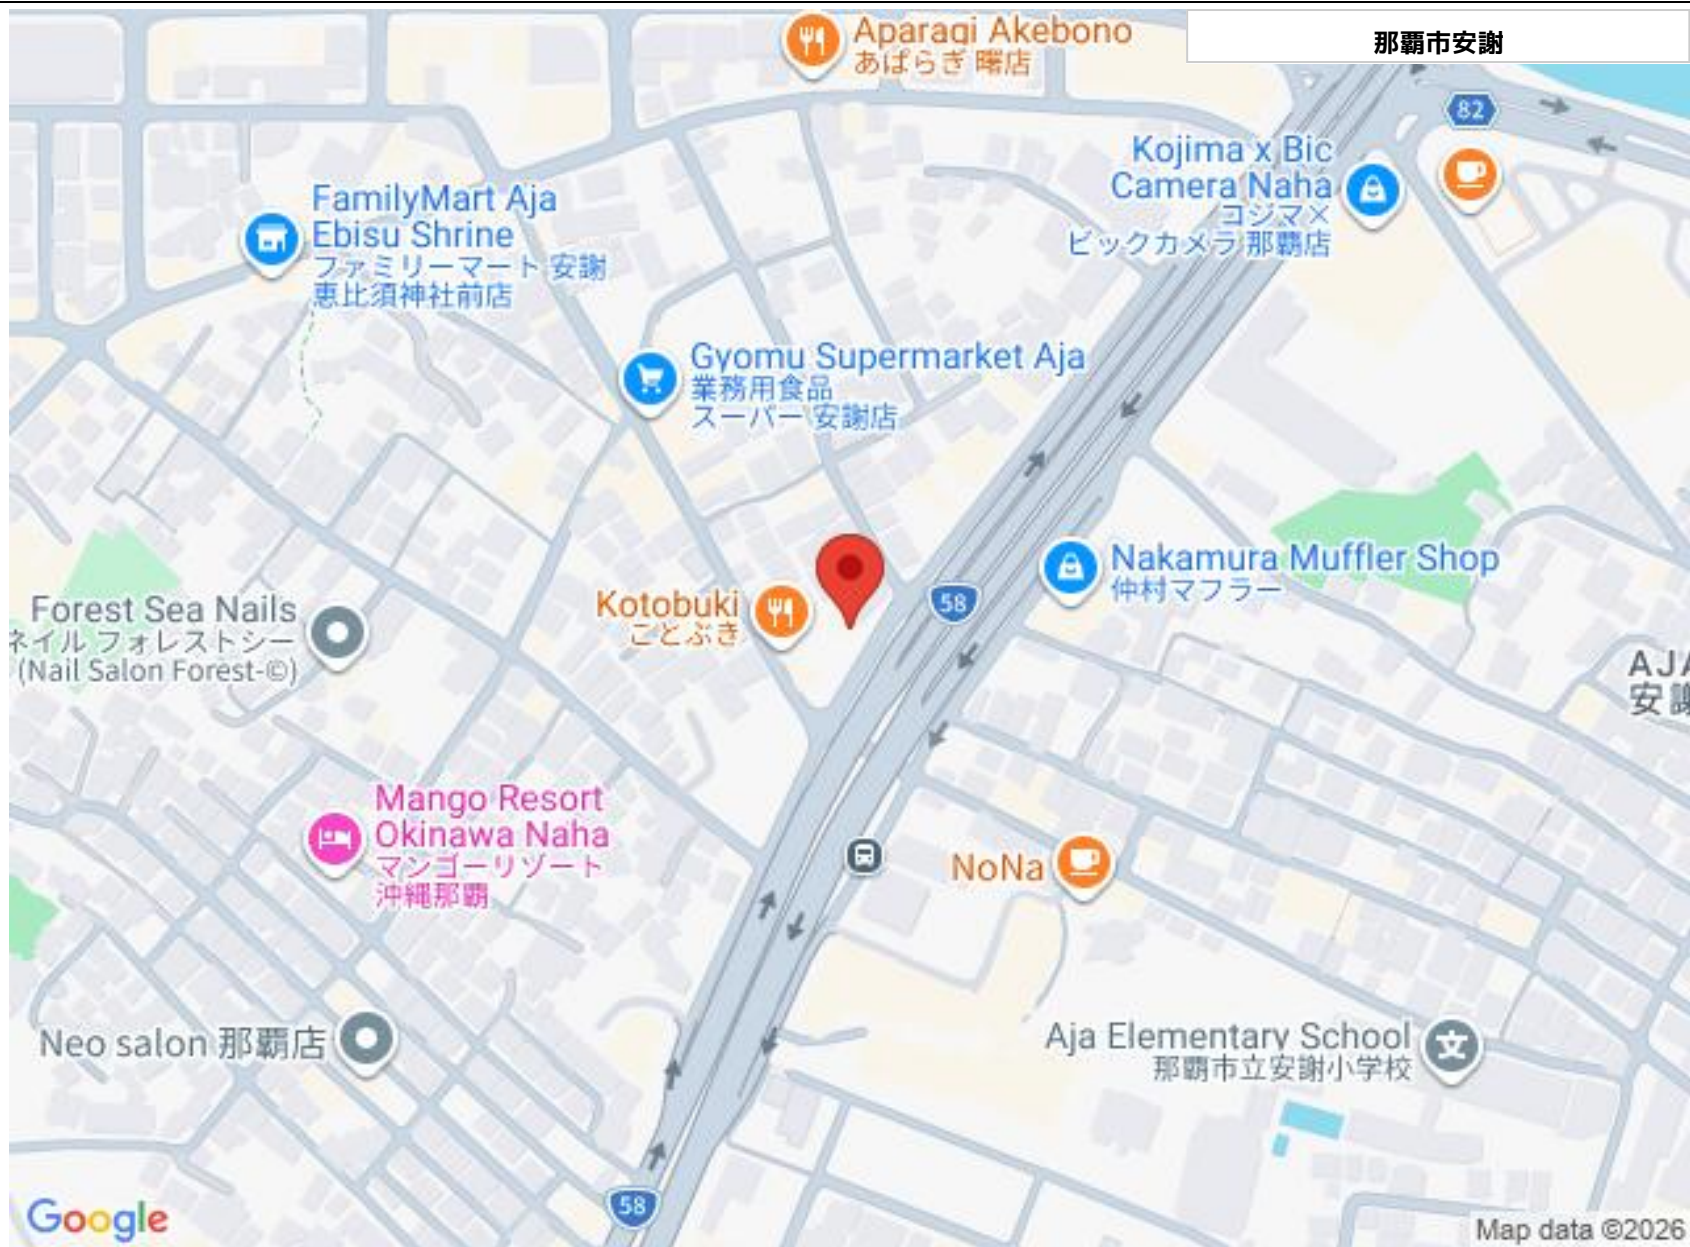 那覇市安謝
Aparagi Akebono
あぱらぎ 曙店
82
Kojima x Bic
Camera Naha
コジマ×
ビックカメラ 那覇店
FamilyMart Aja
Ebisu Shrine
ファミリーマート 安謝
恵比須神社前店
Gyomu Supermarket Aja
業務用食品
スーパー 安謝店
Nakamura Muffler Shop
仲村マフラー
Kotobuki
ことぶき
58
Forest Sea Nails
ネイル フォレストシー
(Nail Salon Forest-©)
AJA
安謝
Mango Resort
Okinawa Naha
マンゴーリゾート
沖縄那覇
NoNa
Neo salon 那覇店
Aja Elementary School
那覇市立安謝小学校
文
58
Google
Map data ©2026